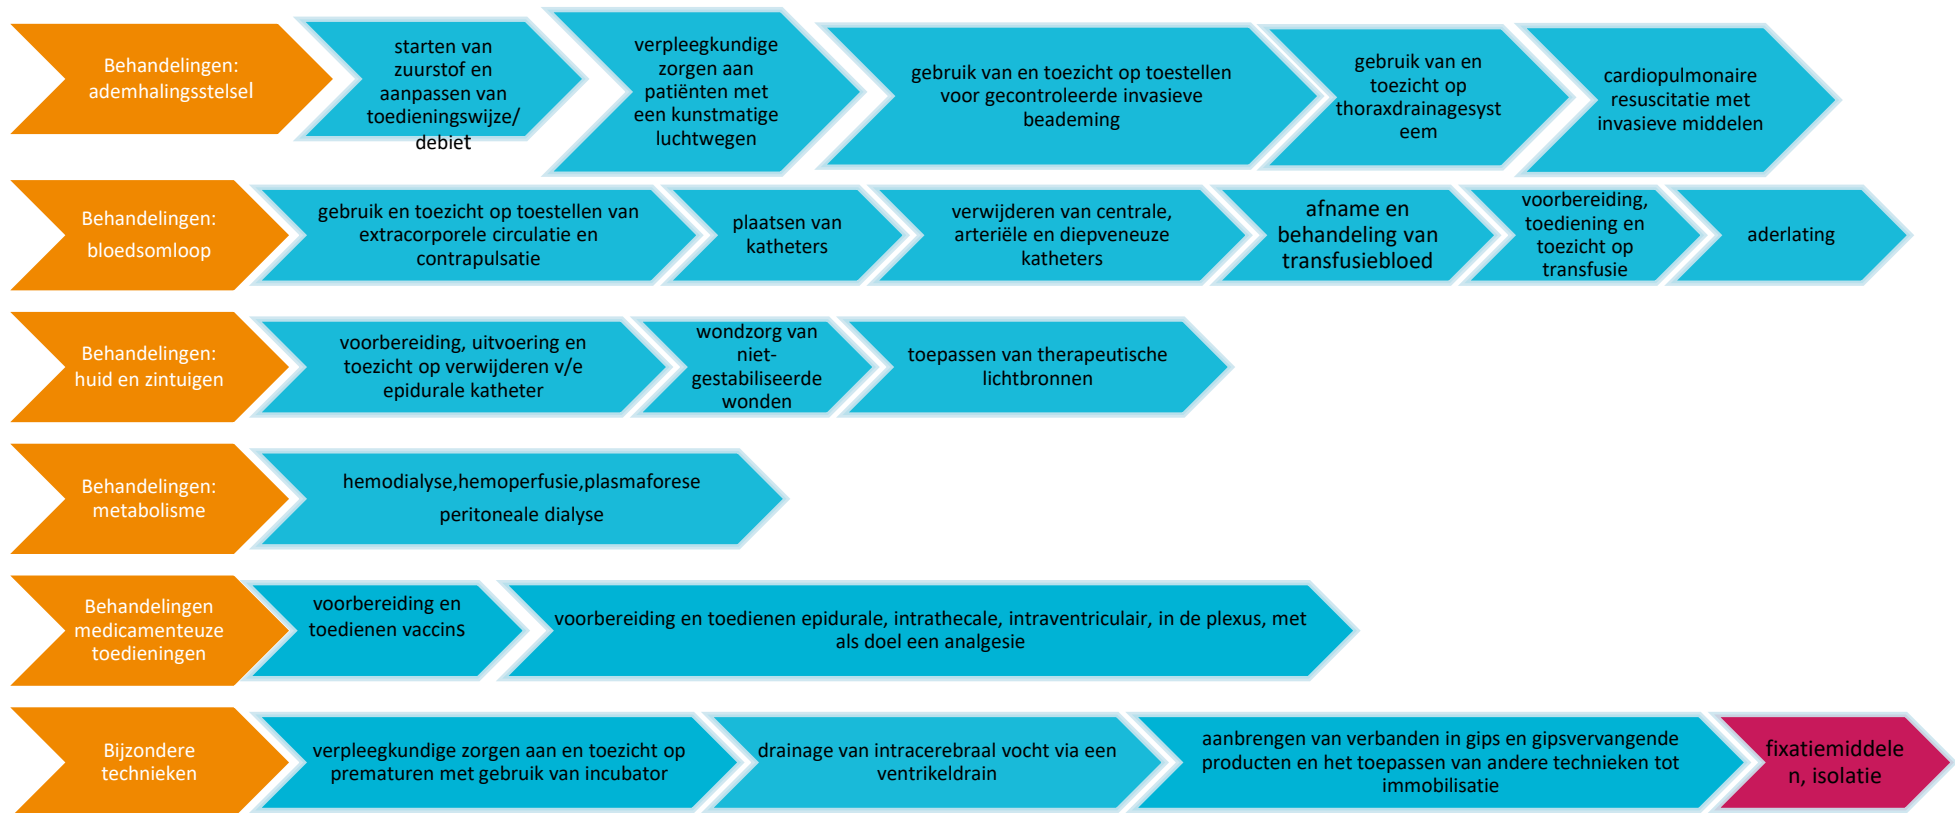 Behandelingen:
ademhalingsstelsel
starten van
zuurstof en
aanpassen van
toedieningswijze/
debiet
verpleegkundige
zorgen aan
patiënten met
een kunstmatige
luchtwegen
gebruik van en toezicht op toestellen
voor gecontroleerde invasieve
beademing
gebruik van en
toezicht op
thoraxdrainagesyst
eem
cardiopulmonaire
resuscitatie met
invasieve middelen
Behandelingen:
bloedsomloop
gebruik en toezicht op toestellen van
extracorporele circulatie en
contrapulsatie
plaatsen van
katheters
verwijderen van centrale,
arteriële en diepveneuze
katheters
afname en
behandeling van
transfusiebloed
voorbereiding,
toediening en
toezicht op
transfusie
aderlating
Behandelingen:
huid en zintuigen
voorbereiding, uitvoering en
toezicht op verwijderen v/e
epidurale katheter
wondzorg van
niet-
gestabiliseerde
wonden
toepassen van therapeutische
lichtbronnen
Behandelingen:
metabolisme
hemodialyse,hemoperfusie,plasmaforese
peritoneale dialyse
Behandelingen
medicamenteuze
toedieningen
voorbereiding en
toedienen vaccins
voorbereiding en toedienen epidurale, intrathecale, intraventriculair, in de plexus, met
als doel een analgesie
Bijzondere
technieken
verpleegkundige zorgen aan en toezicht op
prematuren met gebruik van incubator
drainage van intracerebraal vocht via een
ventrikeldrain
aanbrengen van verbanden in gips en gipsvervangende
producten en het toepassen van andere technieken tot
immobilisatie
fixatiemiddele
n, isolatie